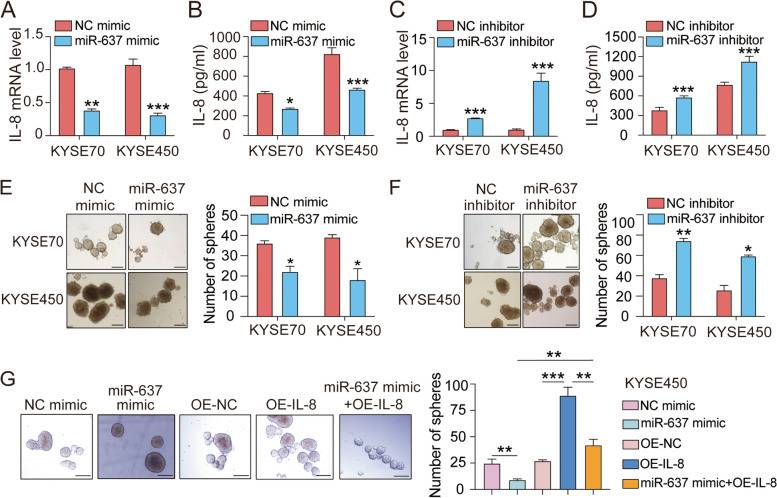 A
NC mimic
miR-637 mimic
IL-8 mRNA level
1.5
1.0
0.5
0
**
***
KYSE70
KYSE450
B
NC mimic
miR-637 mimic
IL-8 (pg/ml)
1000
800
600
400
200
0
*
***
KYSE70
KYSE450
C
NC inhibitor
miR-637 inhibitor
IL-8 mRNA level
12
9
6
3
0
***
***
KYSE70
KYSE450
D
NC inhibitor
miR-637 inhibitor
IL-8 (pg/ml)
1500
1200
900
600
300
0
***
***
KYSE70
KYSE450
E
NC
mimic
miR-637
mimic
KYSE70
KYSE450
NC mimic
miR-637 mimic
Number of spheres
60
40
20
0
*
*
KYSE70
KYSE450
F
NC
inhibitor
miR-637
inhibitor
KYSE70
KYSE450
NC inhibitor
miR-637 inhibitor
Number of spheres
100
80
60
40
20
0
**
*
KYSE70
KYSE450
G
NC mimic
miR-637
mimic
OE-NC
OE-IL-8
miR-637 mimic
+OE-IL-8
Number of spheres
100
75
50
25
0
**
***
**
**
KYSE450
NC mimic
miR-637 mimic
OE-NC
OE-IL-8
miR-637 mimic+OE-IL-8